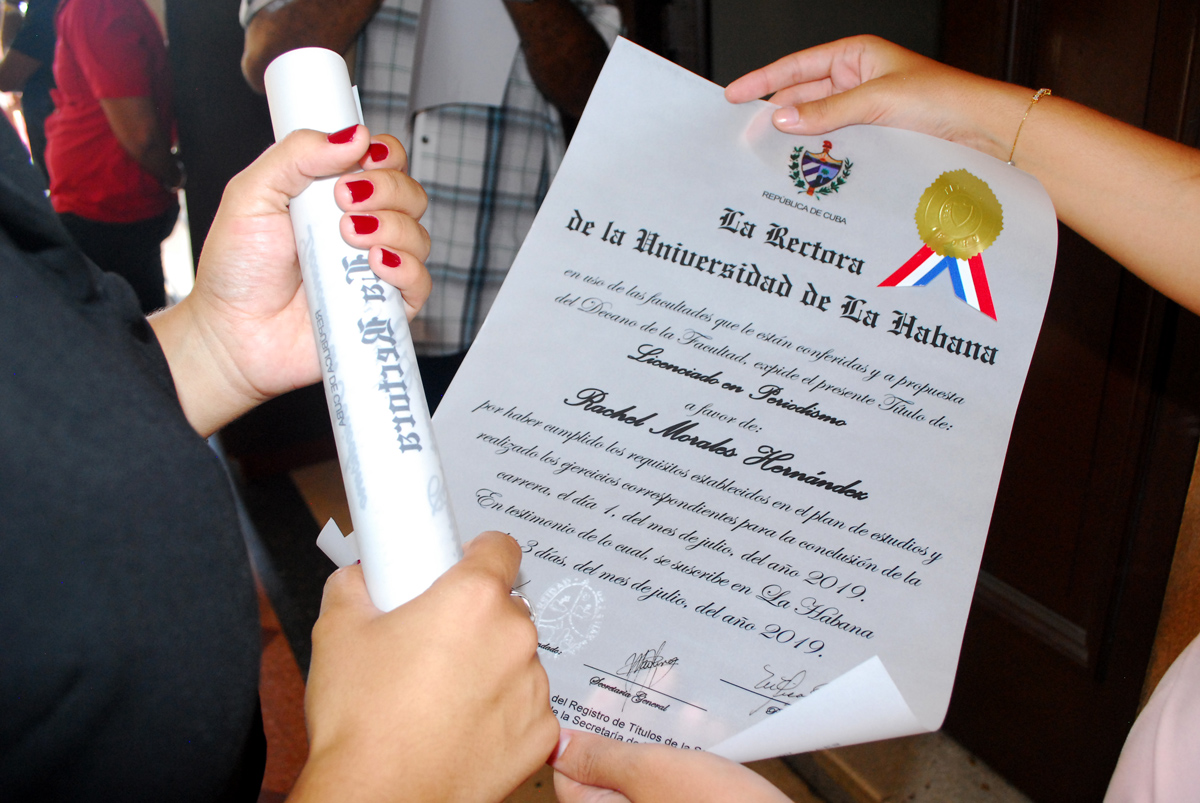 REPÚBLICA DE CUBA
La Rectora
de la Universidad de La Habana
en uso de las facultades que le están conferidas y a propuesta
del Decano de la Facultad, expide el presente Título de:
Licenciado en Periodismo
a favor de:
Rachel Morales Hernández
por haber cumplido los requisitos establecidos en el plan de estudios y
realizado los ejercicios correspondientes para la conclusión de la
carrera, el día 1, del mes de julio, del año 2019.
En testimonio de lo cual, se suscribe en La Habana
3 días, del mes de julio, del año 2019.
Secretaria General
del Registro de Títulos de la
de la Secretaría de
La Rectora